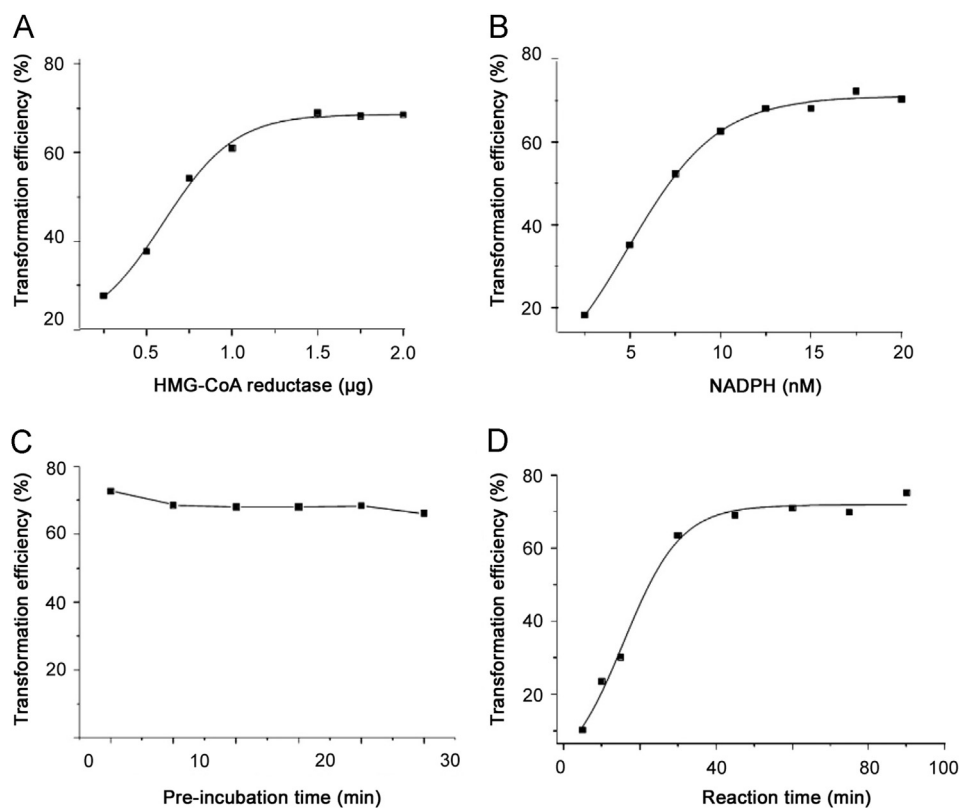 A
Transformation efficiency (%)
80
60
40
20
0.5 1.0 1.5 2.0
HMG-CoA reductase (μg)
B
Transformation efficiency (%)
80
60
40
20
5 10 15 20
NADPH (nM)
C
Transformation efficiency (%)
80
60
40
20
0 10 20 30
Pre-incubation time (min)
D
Transformation efficiency (%)
80
60
40
20
0 40 60 80 100
Reaction time (min)